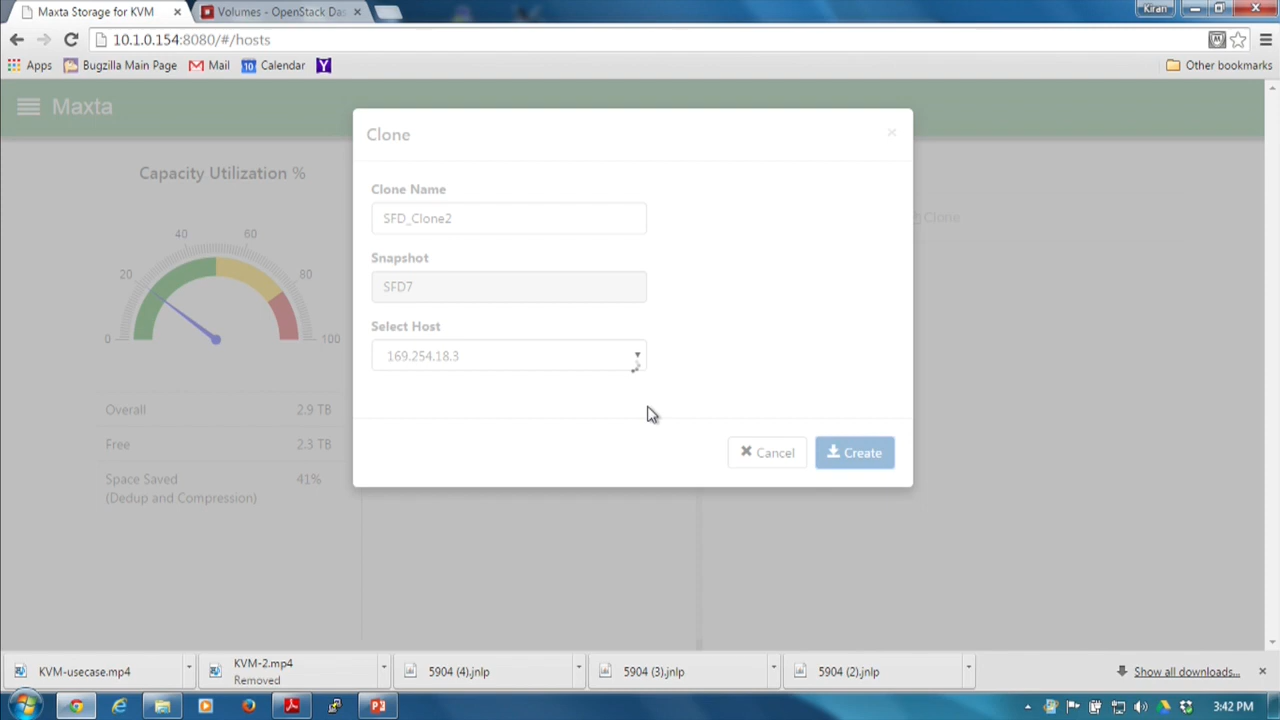 Maxta Storage for KVM
Volumes - OpenStack Das
Kiran
10.1.0.154:8080/#/hosts
Apps
Bugzilla Main Page
Mail
10
Calendar
Y
Other bookmarks
Maxta
Clone
Capacity Utilization %
Clone Name
SFD_Clone2
Clone
Snapshot
SFD7
0
20
40
60
80
100
Select Host
169.254.18.3
Overall 2.9 TB
Free 2.3 TB
Space Saved 41%
(Dedup and Compression)
Cancel
Create
KVM-usecase.mp4
KVM-2.mp4
Removed
5904 (4).jnlp
5904 (3).jnlp
5904 (2).jnlp
Show all downloads...
3:42 PM